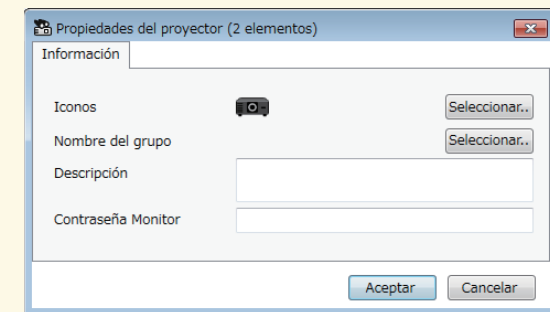 Propiedades del proyector (2 elementos)
Información
Iconos
Seleccionar..
Nombre del grupo
Seleccionar..
Descripción
Contraseña Monitor
Aceptar
Cancelar